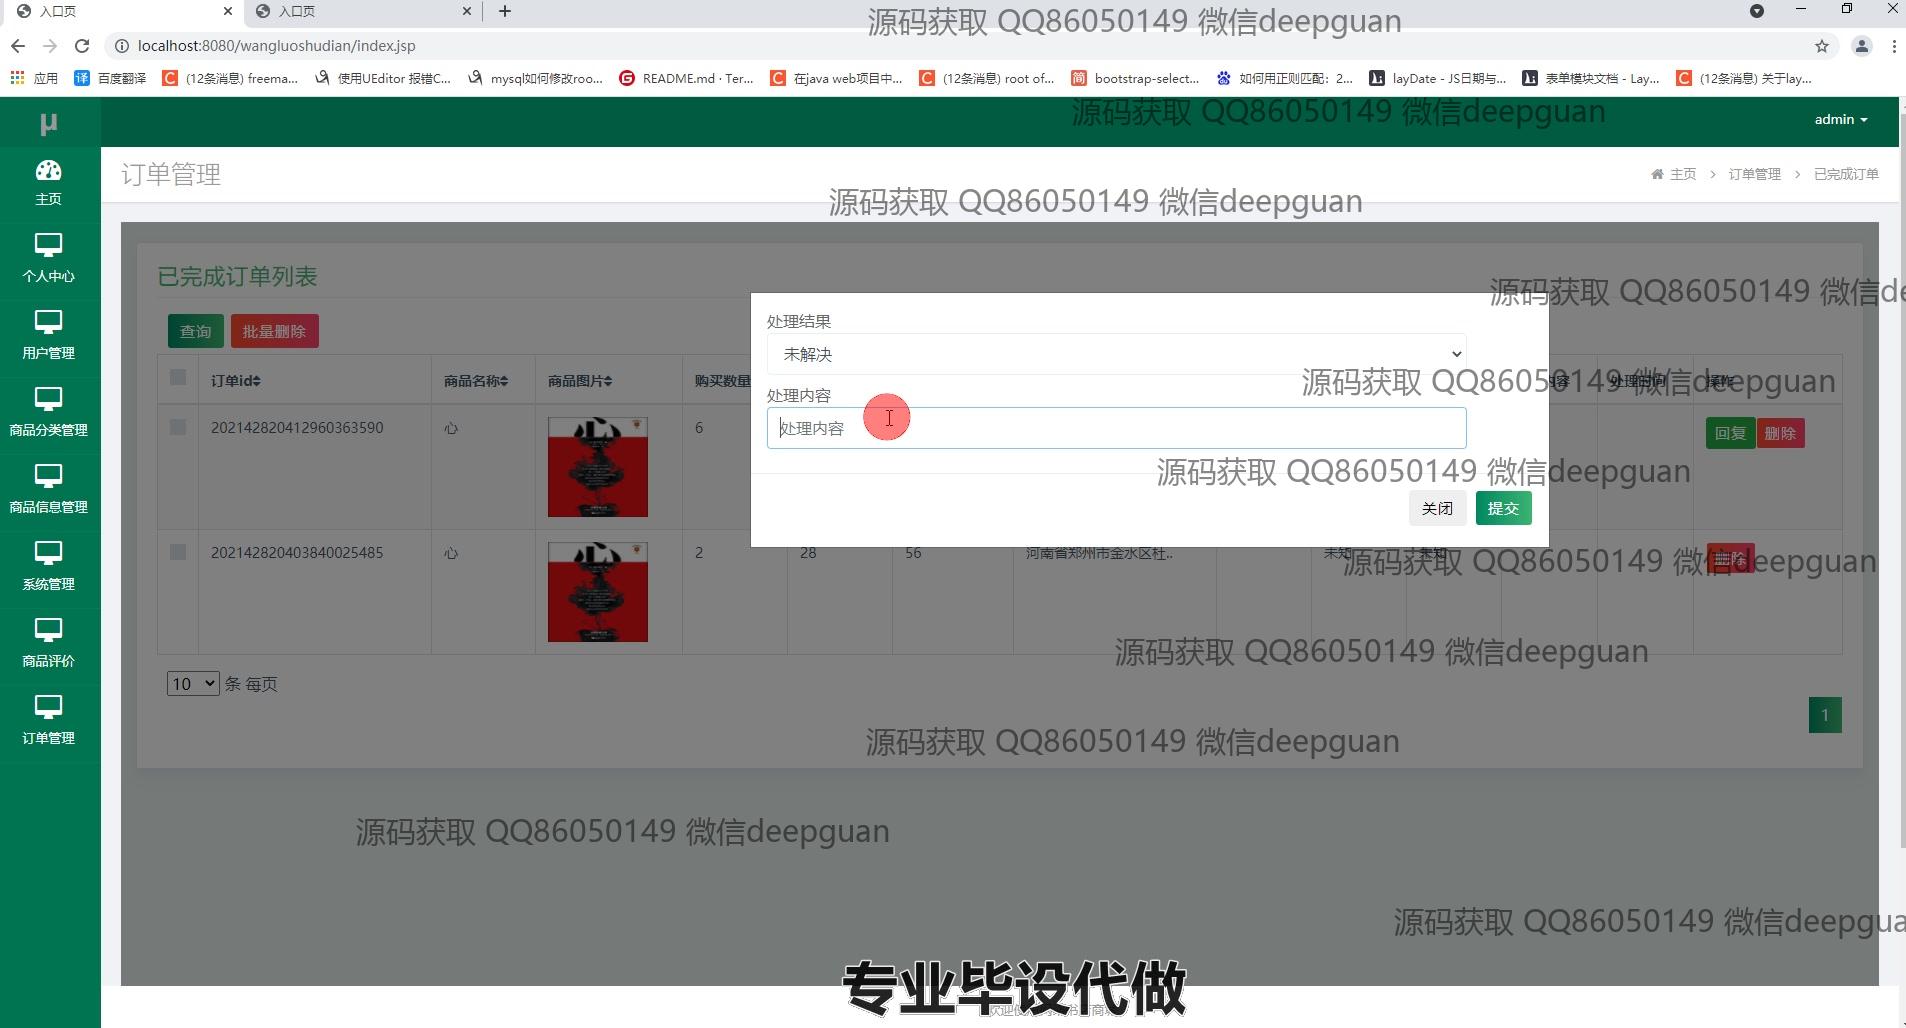 入口页
入口页
源码获取 QQ86050149 微信deepguan
localhost:8080/wangluoshudian/index.jsp
应用
百度翻译
(12条消息) freema...
使用UEditor 报错C...
mysql如何修改roo...
README.md · Ter...
在java web项目中...
(12条消息) root of...
bootstrap-select...
如何用正则匹配：2...
layDate - JS日期与...
表单模块文档 - Lay...
(12条消息) 关于lay...
μ
源码获取 QQ86050149 微信deepguan
admin
主页
个人中心
用户管理
商品分类管理
商品信息管理
系统管理
商品评价
订单管理
订单管理
主页 > 订单管理 > 已完成订单
源码获取 QQ86050149 微信deepguan
已完成订单列表
源码获取 QQ86050149 微信de
查询 批量删除
处理结果
未解决
订单id 商品名称 商品图片 购买数量
处理时间
操作
源码获取 QQ86050149 微信deepguan
处理内容
处理内容
202142820412960363590 心 6
回复 删除
源码获取 QQ86050149 微信deepguan
关闭 提交
202142820403840025485 心 2 28 56 河南省郑州市金水区杜.. 未知 未知
删除
源码获取 QQ86050149 微信deepguan
源码获取 QQ86050149 微信deepguan
10 条 每页
1
源码获取 QQ86050149 微信deepguan
源码获取 QQ86050149 微信deepguan
源码获取 QQ86050149 微信deepgua
专业毕设代做